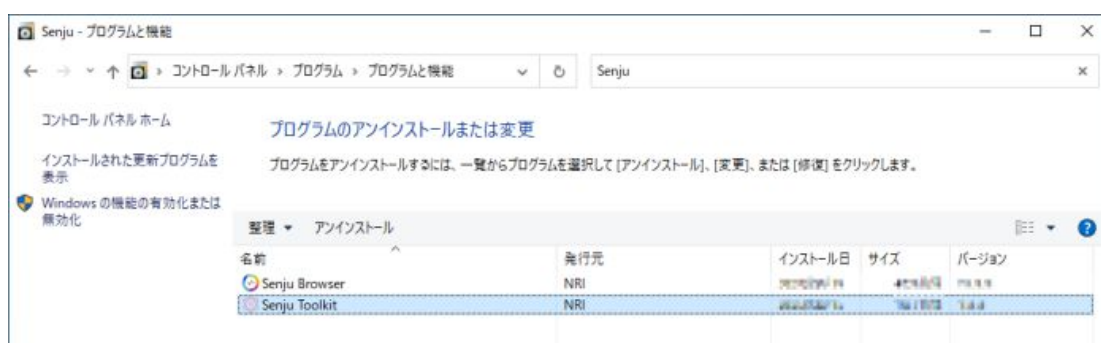 Senju - プログラムと機能
コントロール パネル › プログラム › プログラムと機能
Senju
コントロール パネル ホーム
インストールされた更新プログラムを
表示
Windows の機能の有効化または
無効化
プログラムのアンインストールまたは変更
プログラムをアンインストールするには、一覧からプログラムを選択して [アンインストール]、[変更]、または [修復] をクリックします。
整理 アンインストール
名前 発行元 インストール日 サイズ バージョン
Senju Browser NRI
Senju Toolkit NRI